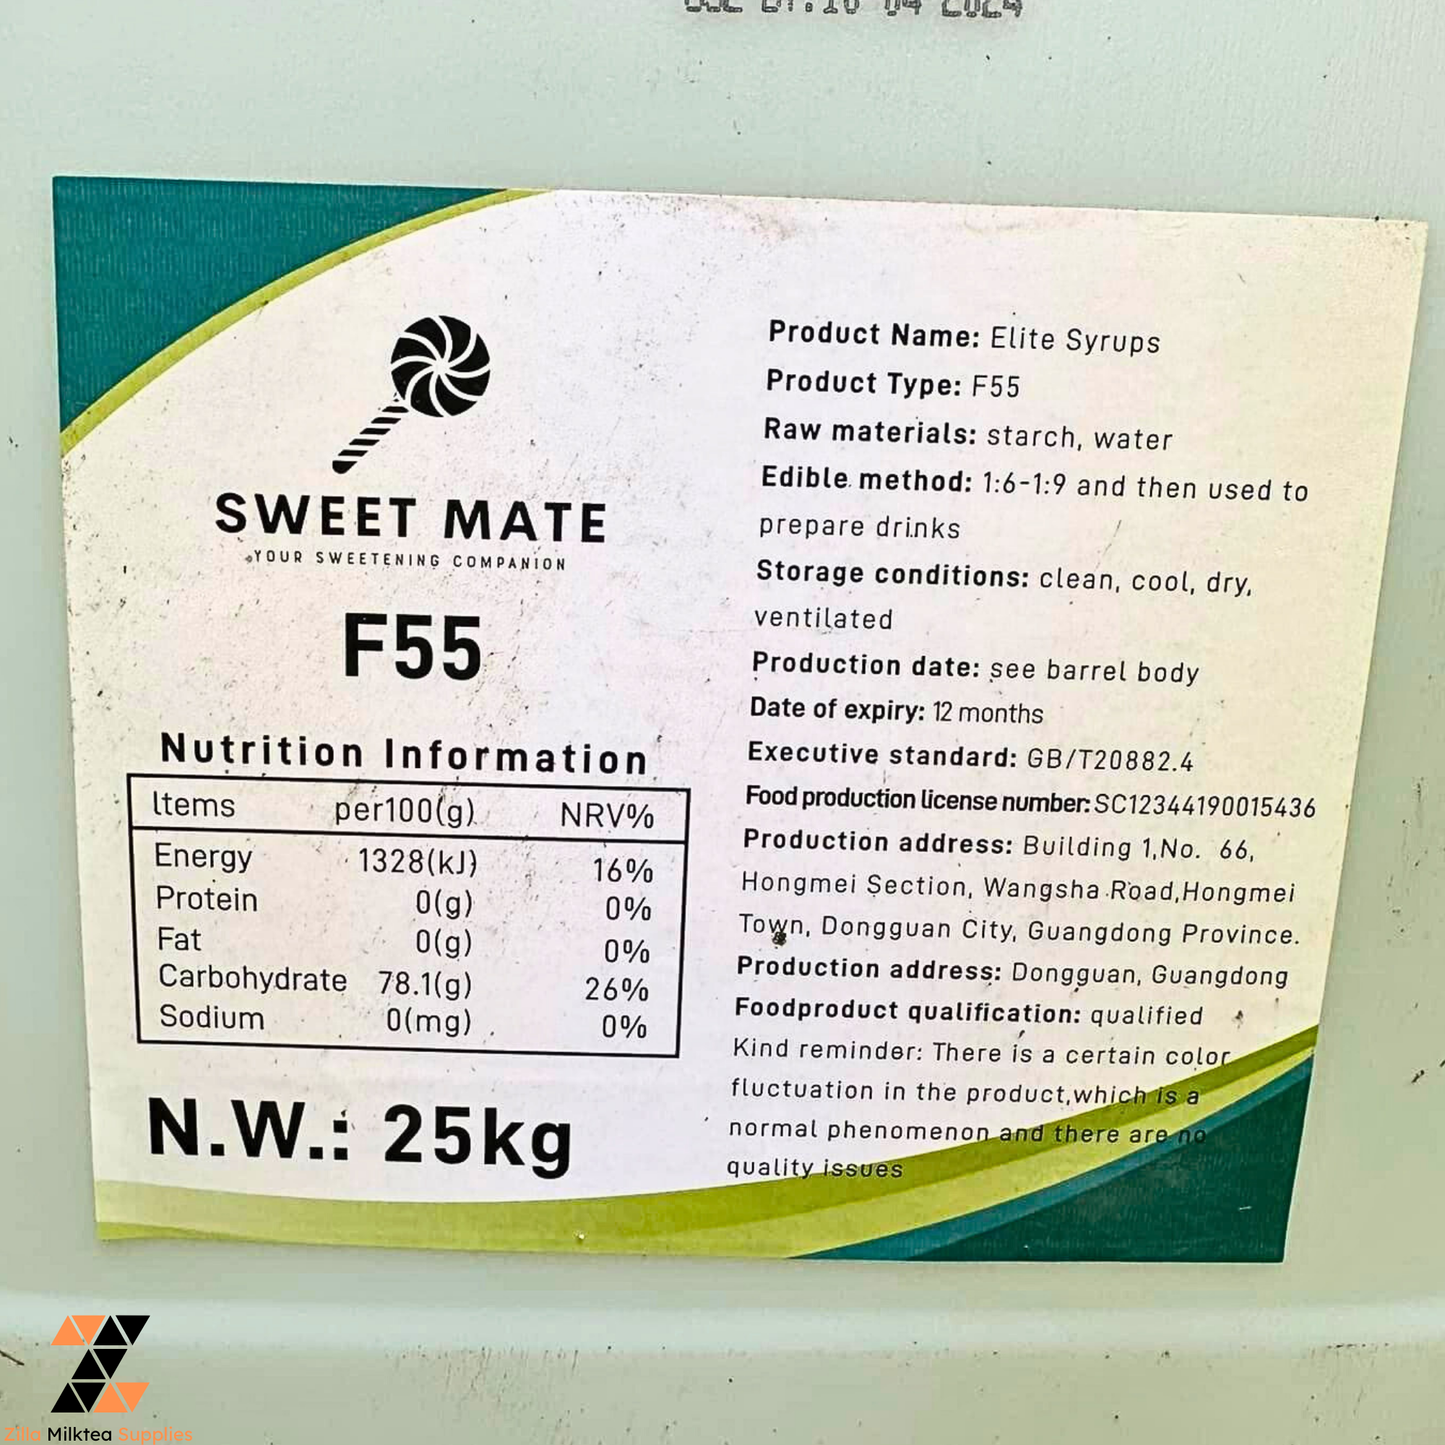 04 2024
SWEET MATE
YOUR SWEETENING COMPANION
F55
Nutrition Information
Items per100(g) NRV%
Energy 1328(kJ) 16%
Protein 0(g) 0%
Fat 0(g) 0%
Carbohydrate 78.1(g) 26%
Sodium 0(mg) 0%
N.W.: 25kg
Product Name: Elite Syrups
Product Type: F55
Raw materials: starch, water
Edible method: 1:6-1:9 and then used to
prepare drinks
Storage conditions: clean, cool, dry,
ventilated
Production date: see barrel body
Date of expiry: 12 months
Executive standard: GB/T20882.4
Food production license number: SC12344190015436
Production address: Building 1,No. 66,
Hongmei Section, Wangsha Road,Hongmei
Town, Dongguan City, Guangdong Province.
Production address: Dongguan, Guangdong
Foodproduct qualification: qualified
Kind reminder: There is a certain color
fluctuation in the product,which is a
normal phenomenon and there are no
quality issues
Zilla Milktea Supplies